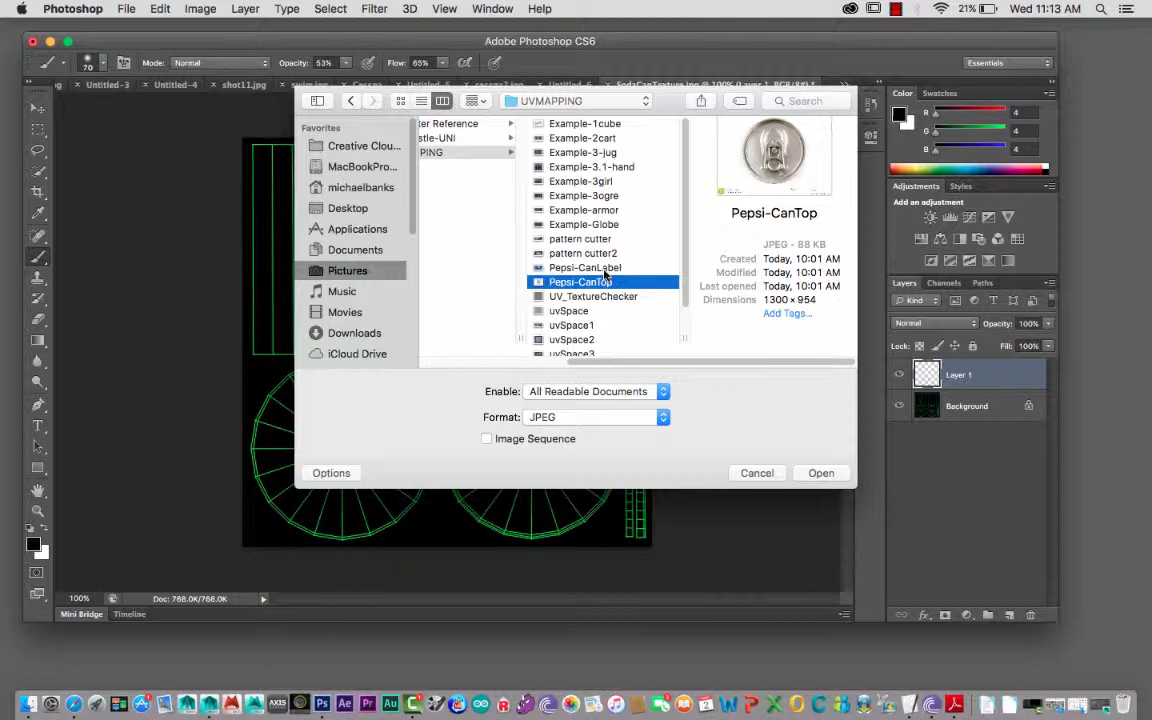 Photoshop File Edit Image Layer Type Select Filter 3D View Window Help 21% Wed 11:13 AM
Adobe Photoshop CS6
70 Mode: Normal Opacity: 53% Flow: 65% Essentials
Untitled-3 Untitled-4 shot11.jpg
UVMAPPING Search
Favorites
Creative Clou...
MacBookPro...
michaelbanks
Desktop
Applications
Documents
Pictures
Music
Movies
Downloads
iCloud Drive
ter Reference
stle-UNI
PING
Example-1cube
Example-2cart
Example-3-jug
Example-3.1-hand
Example-3girl
Example-3ogre
Example-armor
Example-Globe
pattern cutter
pattern cutter2
Pepsi-CanLabel
Pepsi-CanTop
UV_TextureChecker
uvSpace
uvSpace1
uvSpace2
uvSpace3
Pepsi-CanTop
JPEG - 88 KB
Created Today, 10:01 AM
Modified Today, 10:01 AM
Last opened Today, 10:01 AM
Dimensions 1300 × 954
Add Tags...
Enable: All Readable Documents
Format: JPEG
Image Sequence
Options Cancel Open
Color Swatches
R 4
G 4
B 4
Adjustments Styles
Add an adjustment
Layers Channels Paths
Kind
Normal Opacity: 100%
Lock: Fill: 100%
Layer 1
Background
100% Doc: 768.0K/768.0K
Mini Bridge Timeline